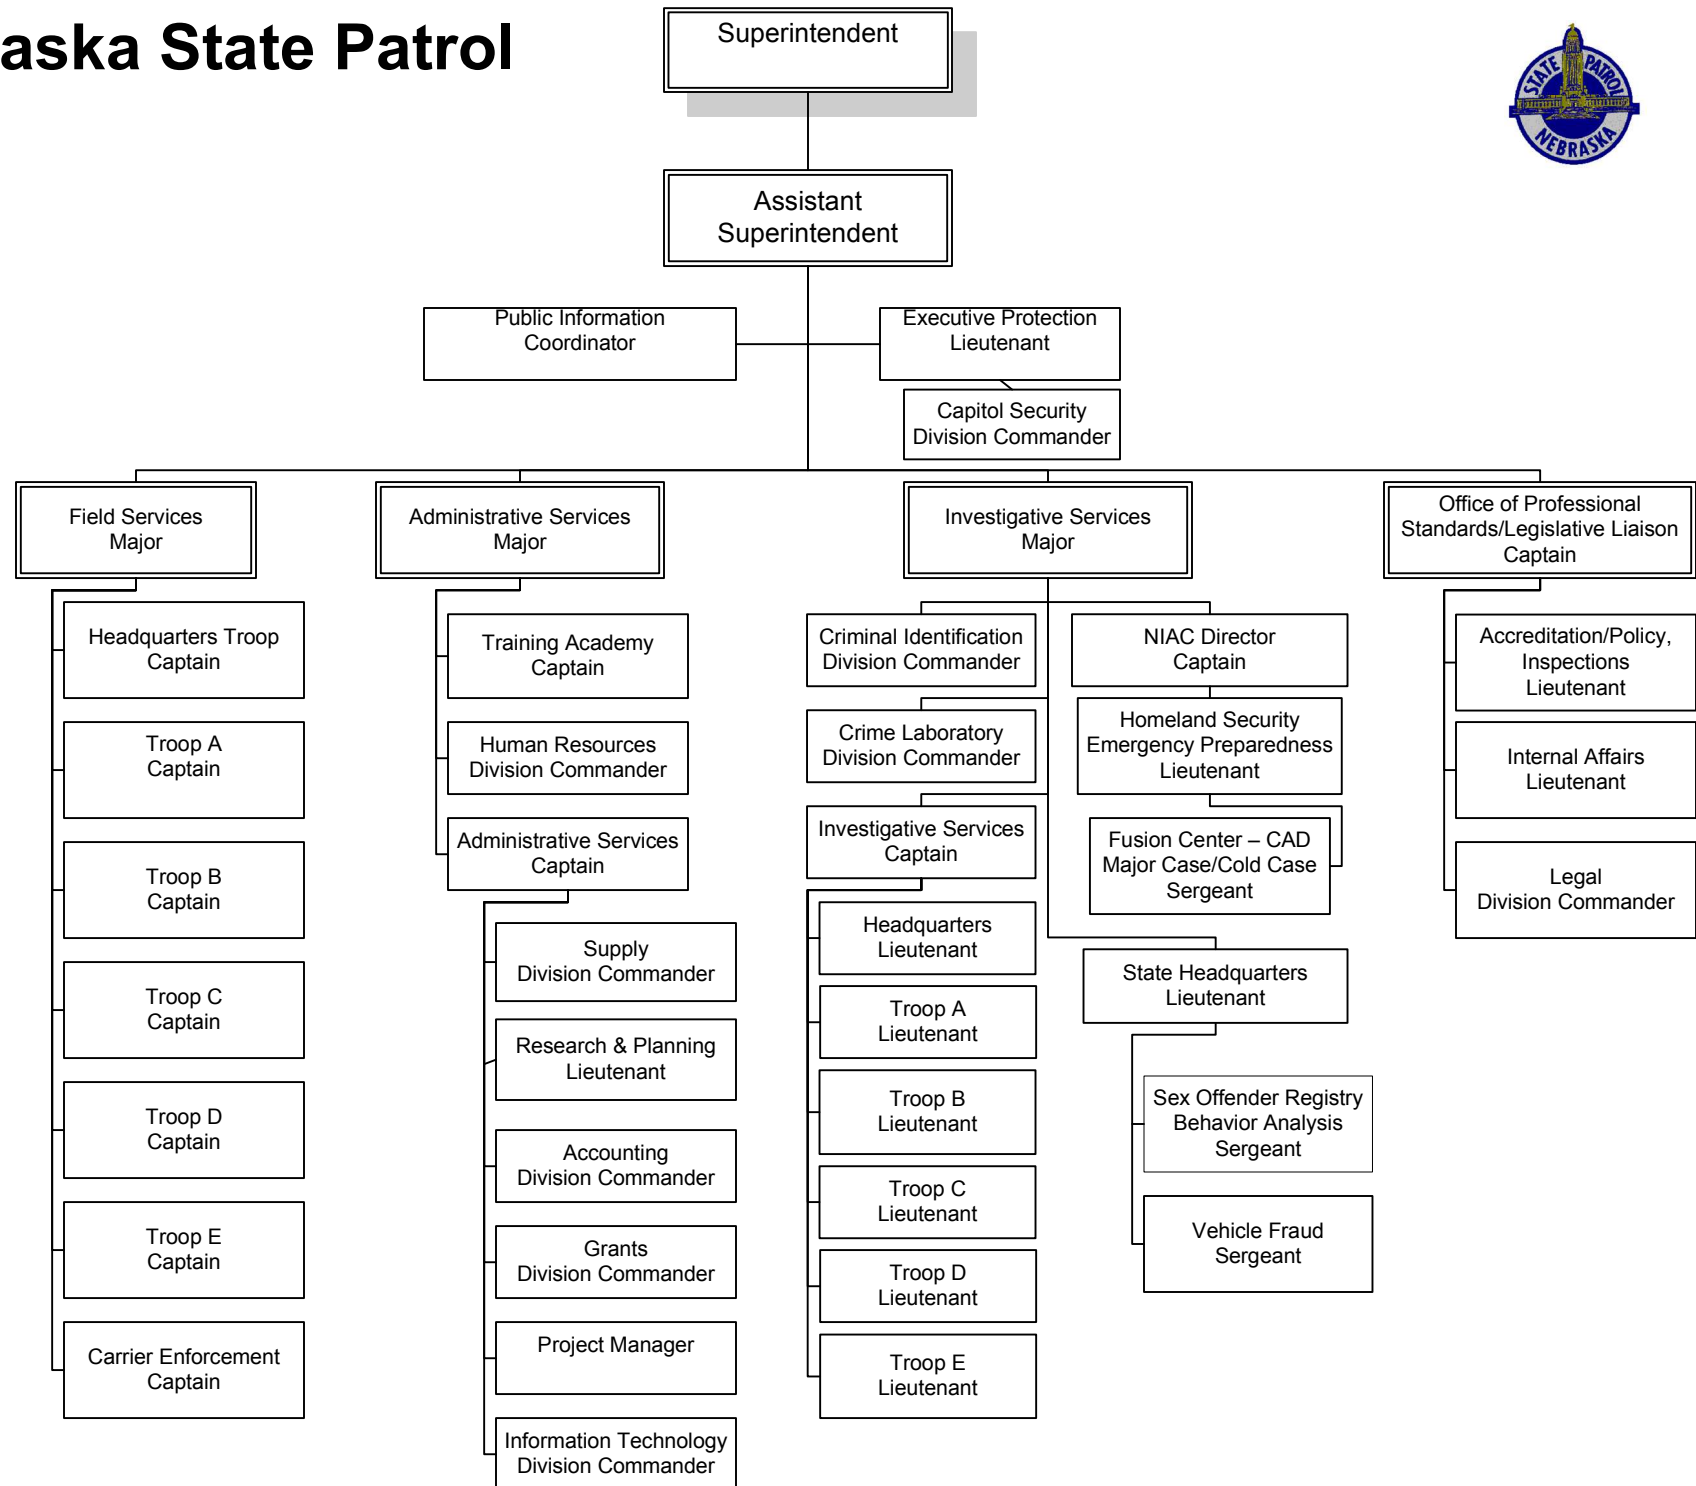 aska State Patrol
Superintendent
STATE PATROL
NEBRASKA
Assistant
Superintendent
Public Information
Coordinator
Executive Protection
Lieutenant
Capitol Security
Division Commander
Field Services
Major
Administrative Services
Major
Investigative Services
Major
Office of Professional
Standards/Legislative Liaison
Captain
Headquarters Troop
Captain
Troop A
Captain
Troop B
Captain
Troop C
Captain
Troop D
Captain
Troop E
Captain
Carrier Enforcement
Captain
Training Academy
Captain
Human Resources
Division Commander
Administrative Services
Captain
Supply
Division Commander
Research & Planning
Lieutenant
Accounting
Division Commander
Grants
Division Commander
Project Manager
Information Technology
Division Commander
Criminal Identification
Division Commander
Crime Laboratory
Division Commander
Investigative Services
Captain
Headquarters
Lieutenant
Troop A
Lieutenant
Troop B
Lieutenant
Troop C
Lieutenant
Troop D
Lieutenant
Troop E
Lieutenant
NIAC Director
Captain
Homeland Security
Emergency Preparedness
Lieutenant
Fusion Center – CAD
Major Case/Cold Case
Sergeant
State Headquarters
Lieutenant
Sex Offender Registry
Behavior Analysis
Sergeant
Vehicle Fraud
Sergeant
Accreditation/Policy,
Inspections
Lieutenant
Internal Affairs
Lieutenant
Legal
Division Commander